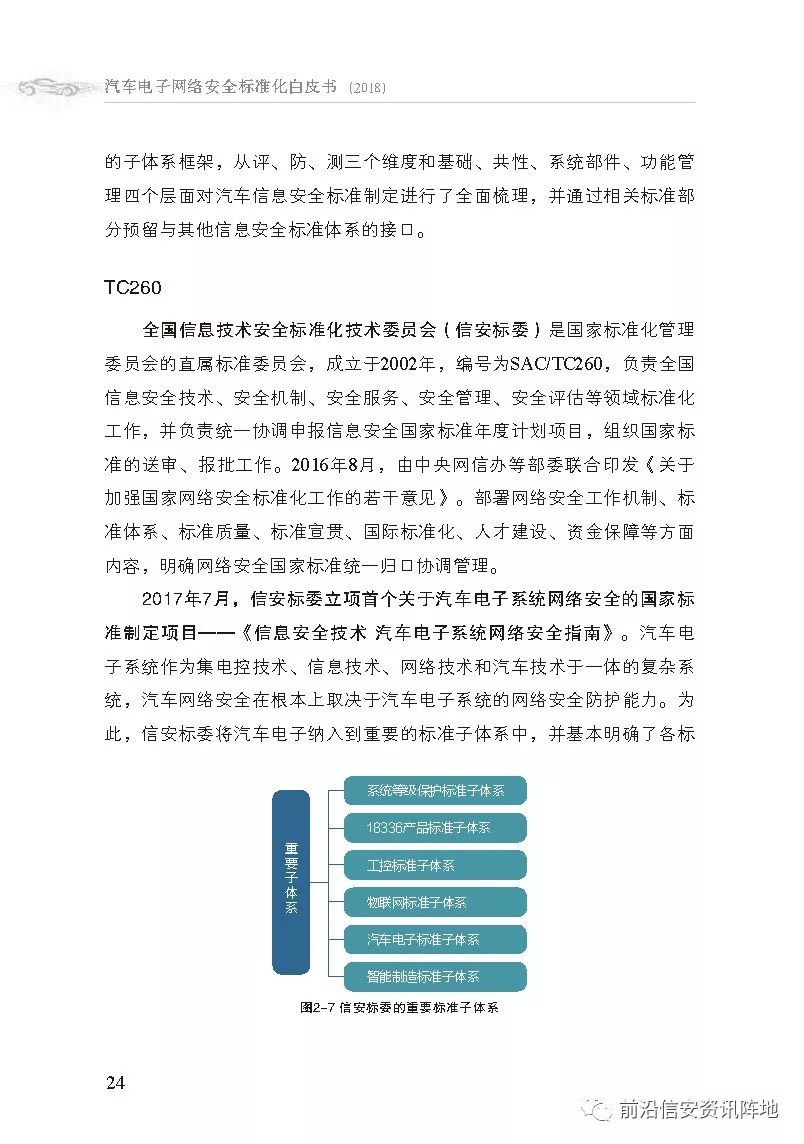 汽车电子网络安全标准化白皮书 (2018)
的子体系框架，从评、防、测三个维度和基础、共性、系统部件、功能管
理四个层面对汽车信息安全标准制定进行了全面梳理，并通过相关标准部
分预留与其他信息安全标准体系的接口。
TC260
全国信息技术安全标准化技术委员会（信安标委）是国家标准化管理
委员会的直属标准委员会，成立于2002年，编号为SAC/TC260，负责全国
信息安全技术、安全机制、安全服务、安全管理、安全评估等领域标准化
工作，并负责统一协调申报信息安全国家标准年度计划项目，组织国家标
准的送审、报批工作。2016年8月，由中央网信办等部委联合印发《关于
加强国家网络安全标准化工作的若干意见》。部署网络安全工作机制、标
准体系、标准质量、标准宣贯、国际标准化、人才建设、资金保障等方面
内容，明确网络安全国家标准统一归口协调管理。
2017年7月，信安标委立项首个关于汽车电子系统网络安全的国家标
准制定项目——《信息安全技术 汽车电子系统网络安全指南》。汽车电
子系统作为集电控技术、信息技术、网络技术和汽车技术于一体的复杂系
统，汽车网络安全在根本上取决于汽车电子系统的网络安全防护能力。为
此，信安标委将汽车电子纳入到重要的标准子体系中，并基本明确了各标
重要子体系
系统等级保护标准子体系
18336产品标准子体系
工控标准子体系
物联网标准子体系
汽车电子标准子体系
智能制造标准子体系
图2-7 信安标委的重要标准子体系
24
前沿信安资讯阵地